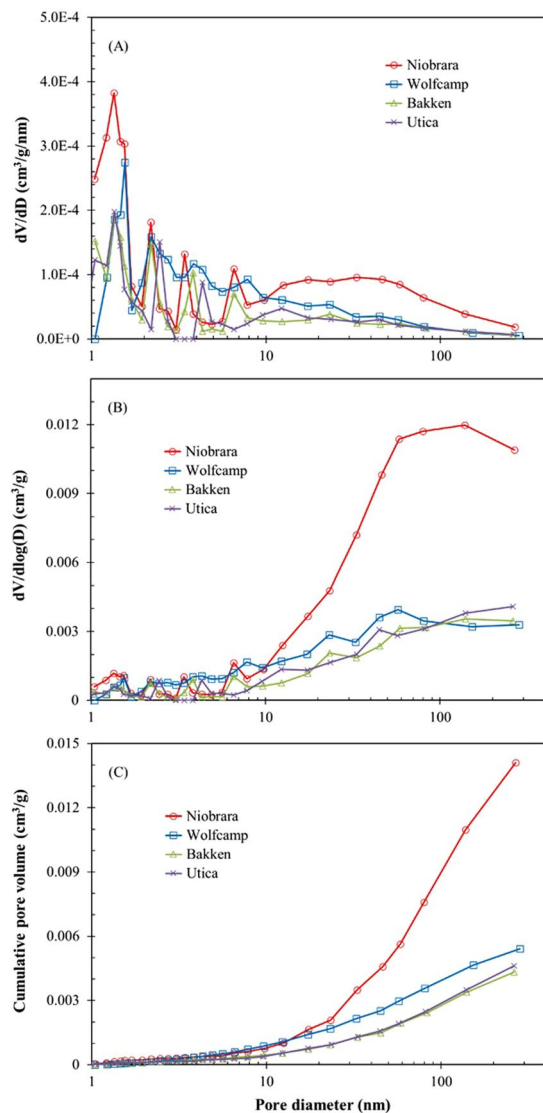 (A)
Niobrara
Wolfcamp
Bakken
Utica
5.0E-4
4.0E-4
3.0E-4
2.0E-4
1.0E-4
0.0E+0
dV/dD (cm³/g/nm)
1 10 100
(B)
Niobrara
Wolfcamp
Bakken
Utica
0.012
0.009
0.006
0.003
0
dV/dlog(D) (cm³/g)
1 10 100
(C)
Niobrara
Wolfcamp
Bakken
Utica
0.015
0.012
0.009
0.006
0.003
0
Cumulative pore volume (cm³/g)
1 10 100
Pore diameter (nm)